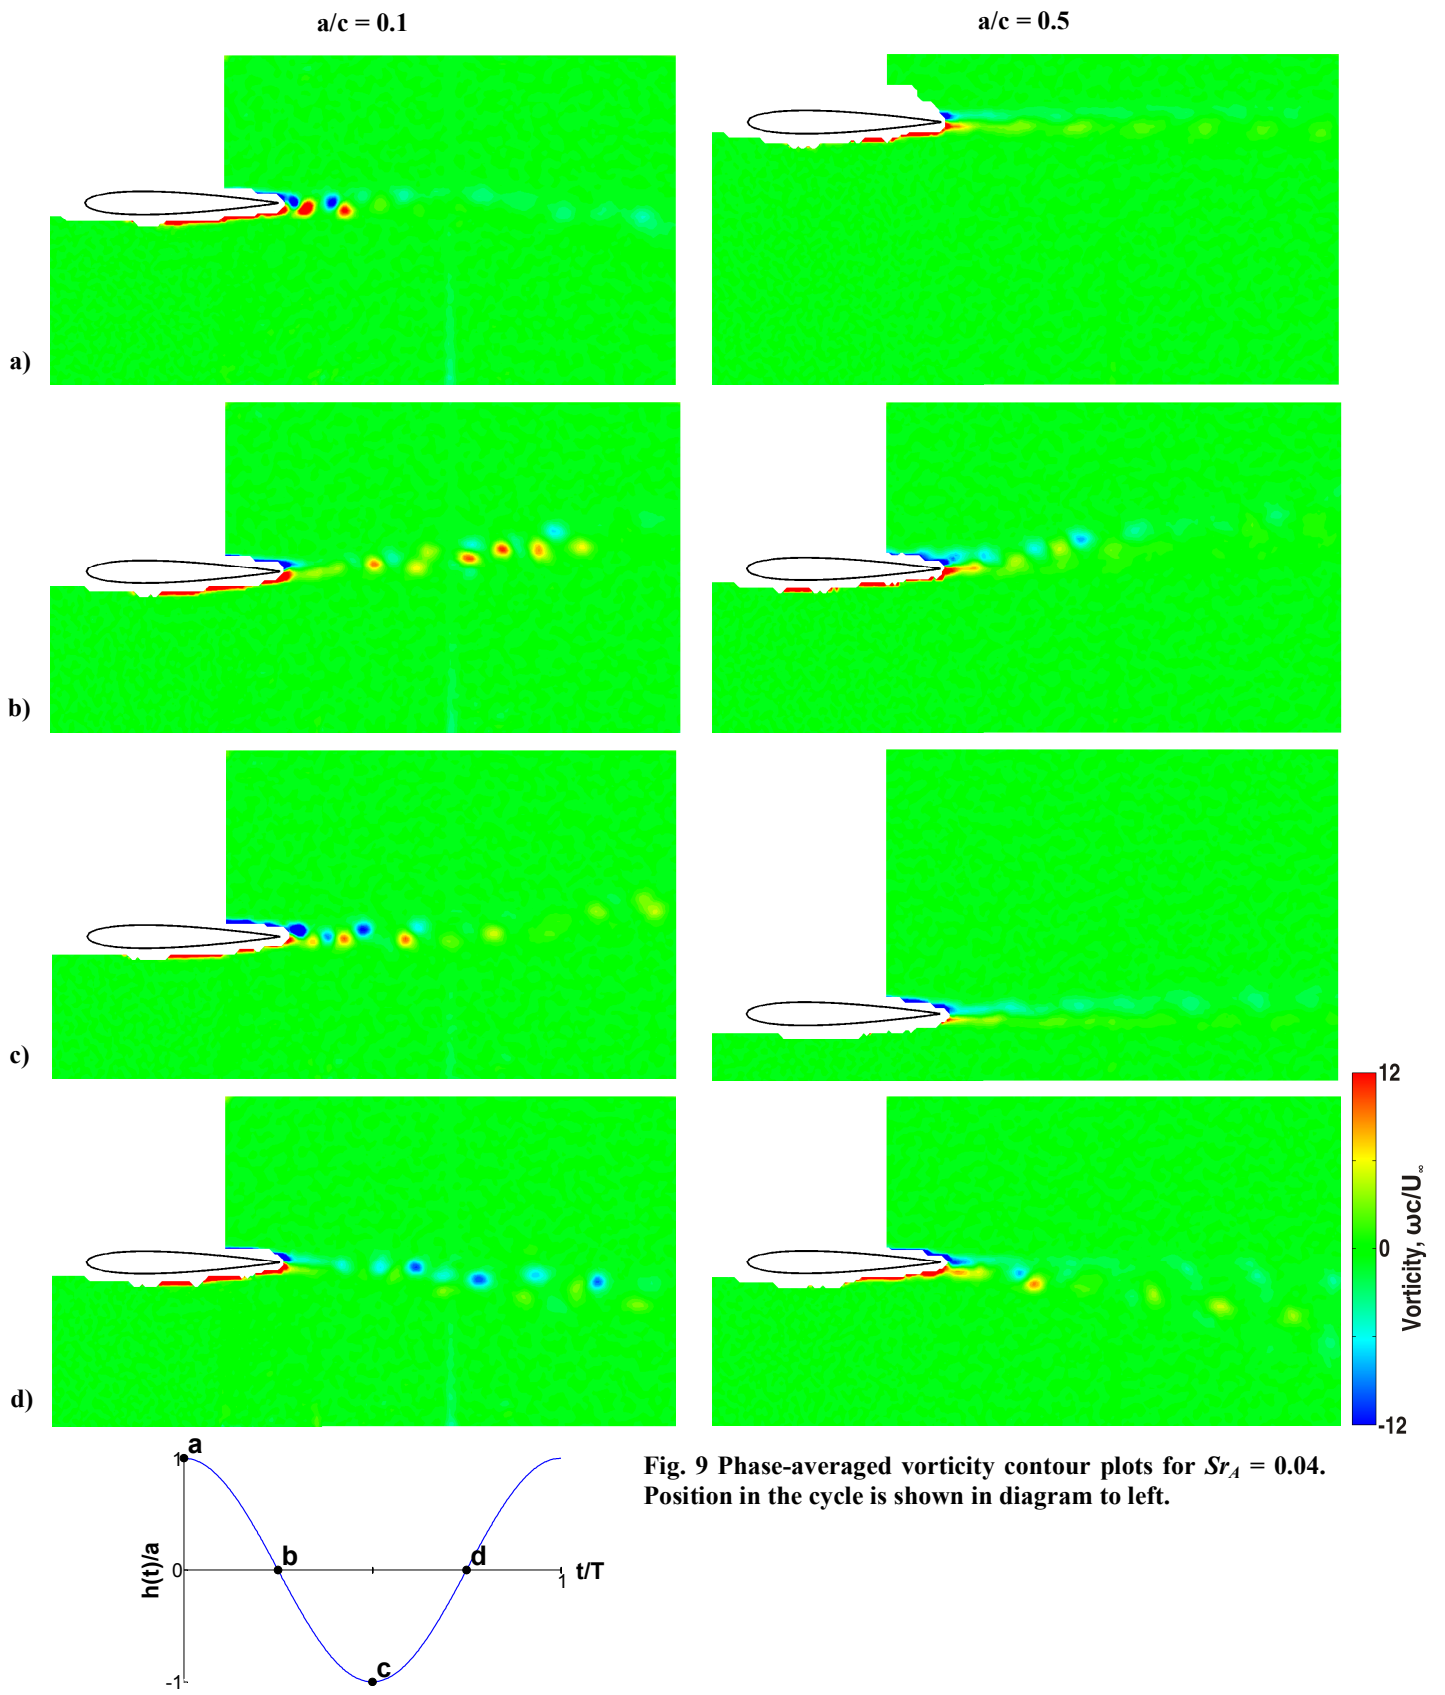 a/c = 0.1
a/c = 0.5
a)
b)
c)
d)
12
0
-12
Vorticity, ωc/U∞
Fig. 9 Phase-averaged vorticity contour plots for SrA = 0.04.
Position in the cycle is shown in diagram to left.
1
a
h(t)/a
0
b
d
t/T
1
c
-1